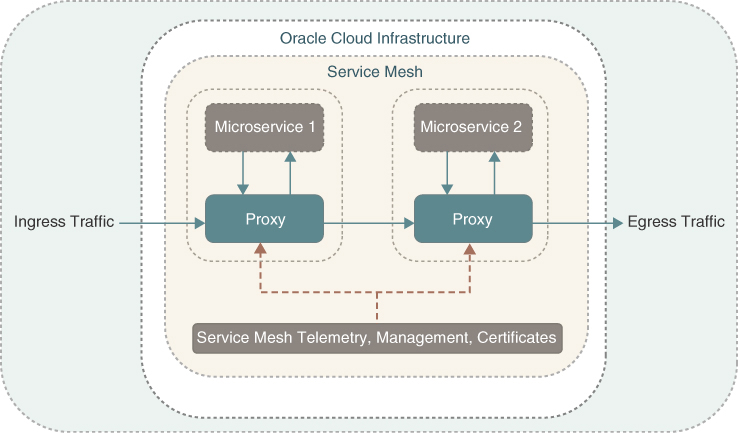 Oracle Cloud Infrastructure
Service Mesh
Microservice 1
Microservice 2
Ingress Traffic
Proxy
Proxy
Egress Traffic
Service Mesh Telemetry, Management, Certificates